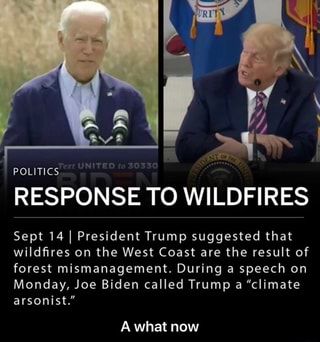 URITY
Text UNITED to 30330
POLITICS
RESPONSE TO WILDFIRES
Sept 14 | President Trump suggested that
wildfires on the West Coast are the result of
forest mismanagement. During a speech on
Monday, Joe Biden called Trump a “climate
arsonist.”
A what now